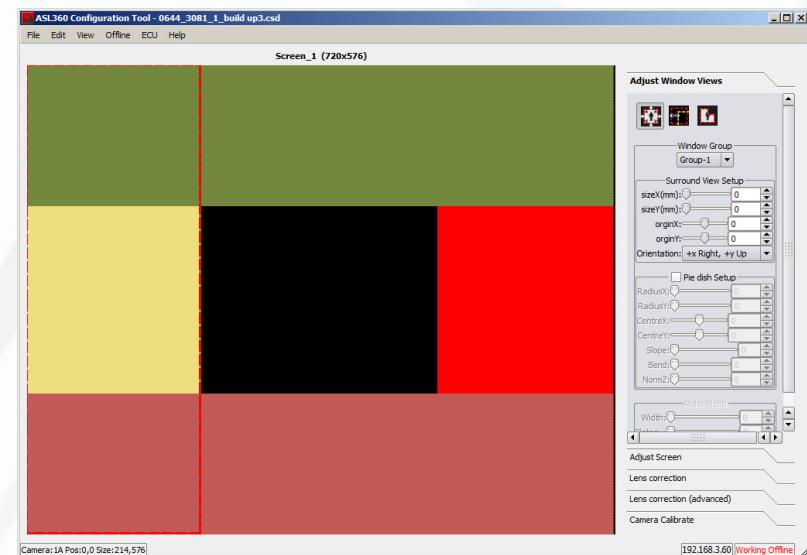 ASL360 Configuration Tool - 0644_3081_1_build up3.csd
File Edit View Offline ECU Help
Screen_1 (720x576)
Adjust Window Views
Window Group
Group-1
Surround View Setup
sizeX(mm): 0
sizeY(mm): 0
orginX: 0
orginY: 0
Orientation: +x Right, +y Up
Pie dish Setup
RadiusX: 0
RadiusY: 0
CentreX: 0
CentreY: 0
Slope: 0
Bend: 0
NormZ: 0
Alpha Blend
Width: 0
Adjust Screen
Lens correction
Lens correction (advanced)
Camera Calibrate
Camera: 1A Pos:0,0 Size:214,576
192.168.3.60 Working Offline